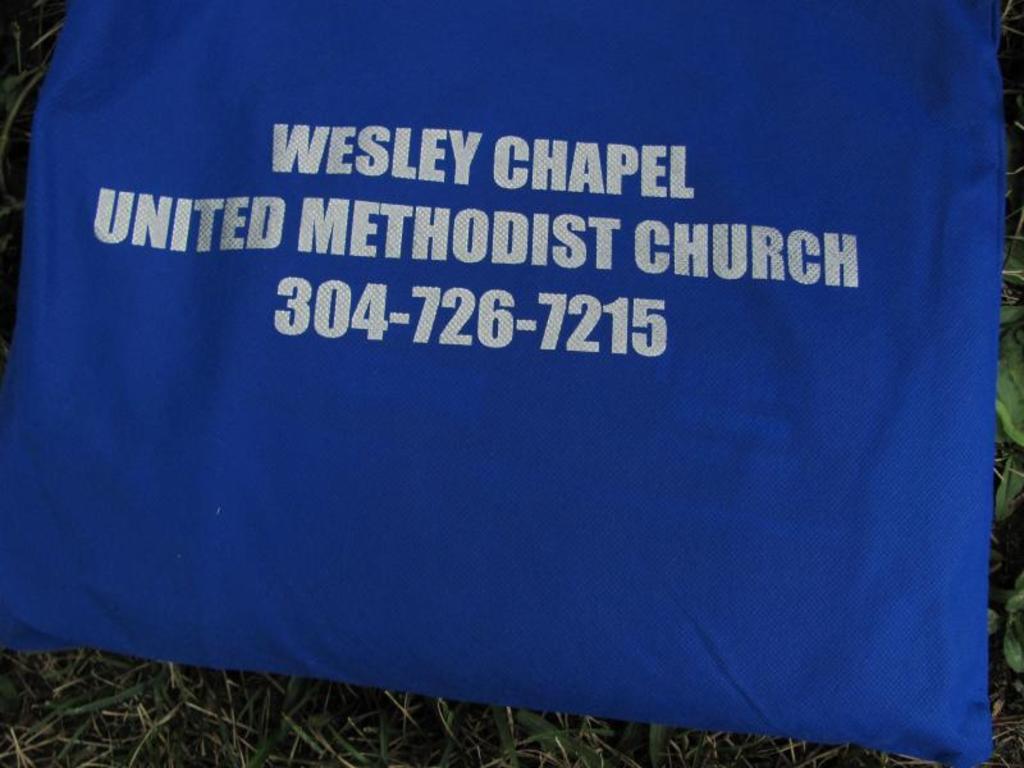 WESLEY CHAPEL
UNITED METHODIST CHURCH
304-726-7215